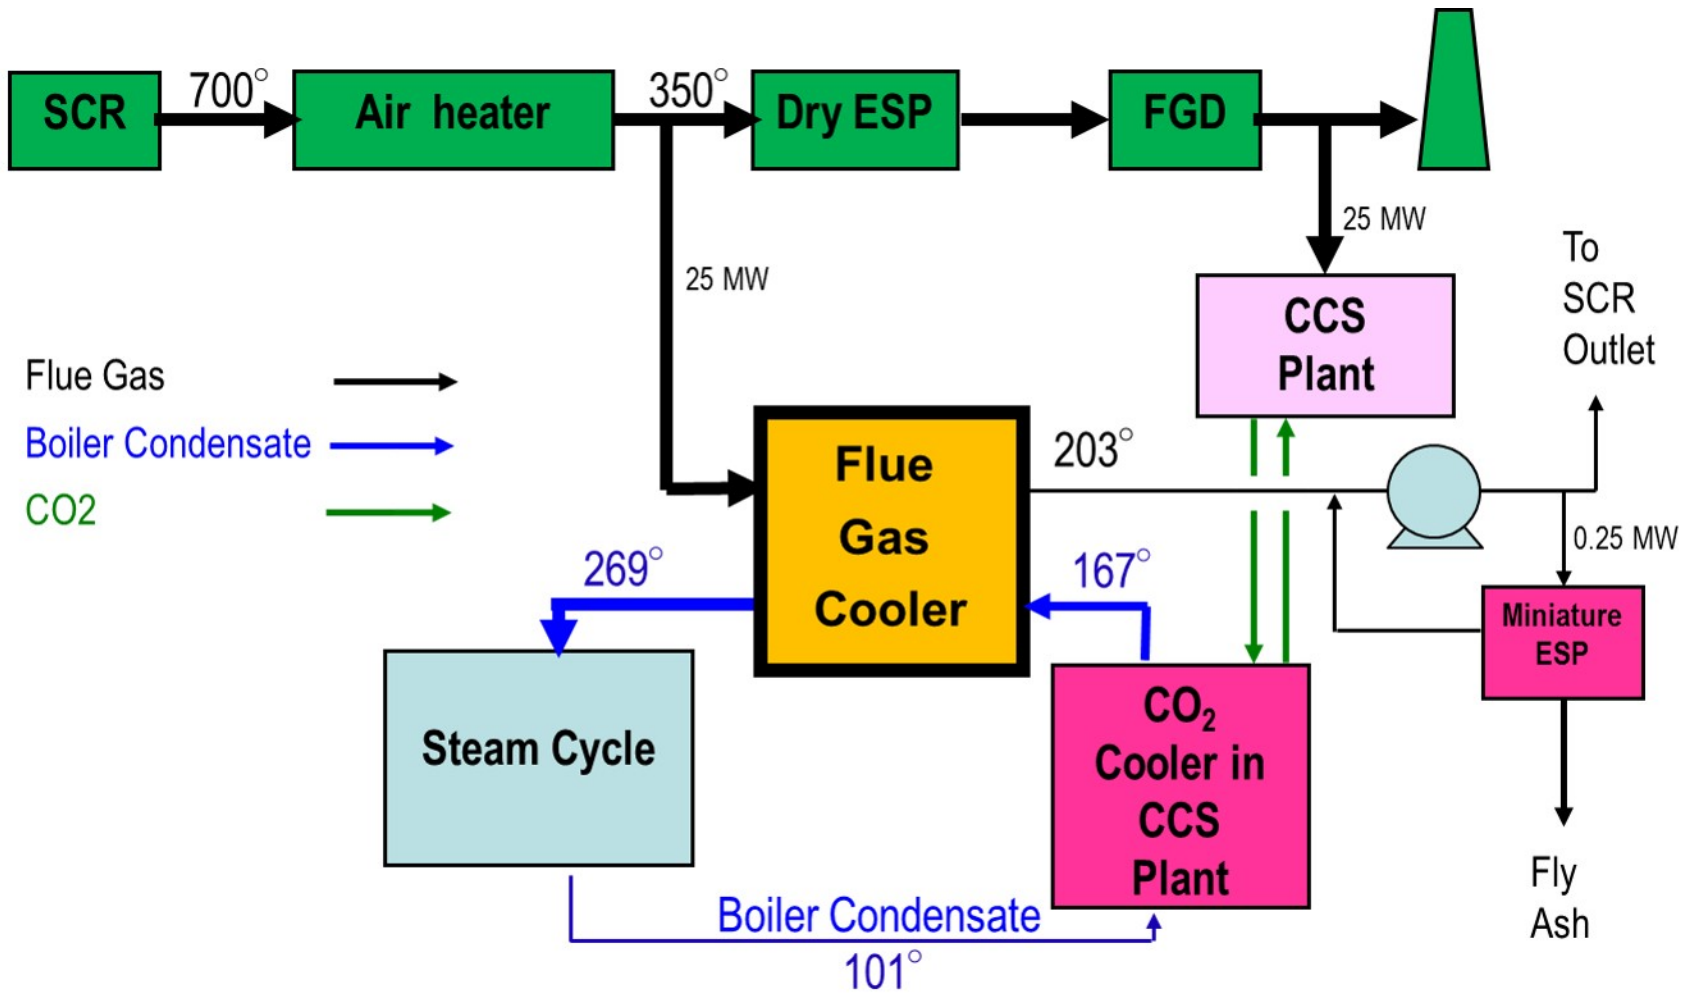 SCR
700°
Air heater
350°
Dry ESP
FGD
25 MW
25 MW
To
SCR
Outlet
CCS
Plant
Flue Gas
Boiler Condensate
CO2
Flue
Gas
Cooler
203°
0.25 MW
269°
167°
Miniature
ESP
Steam Cycle
CO₂
Cooler in
CCS
Plant
Fly
Ash
Boiler Condensate
101°